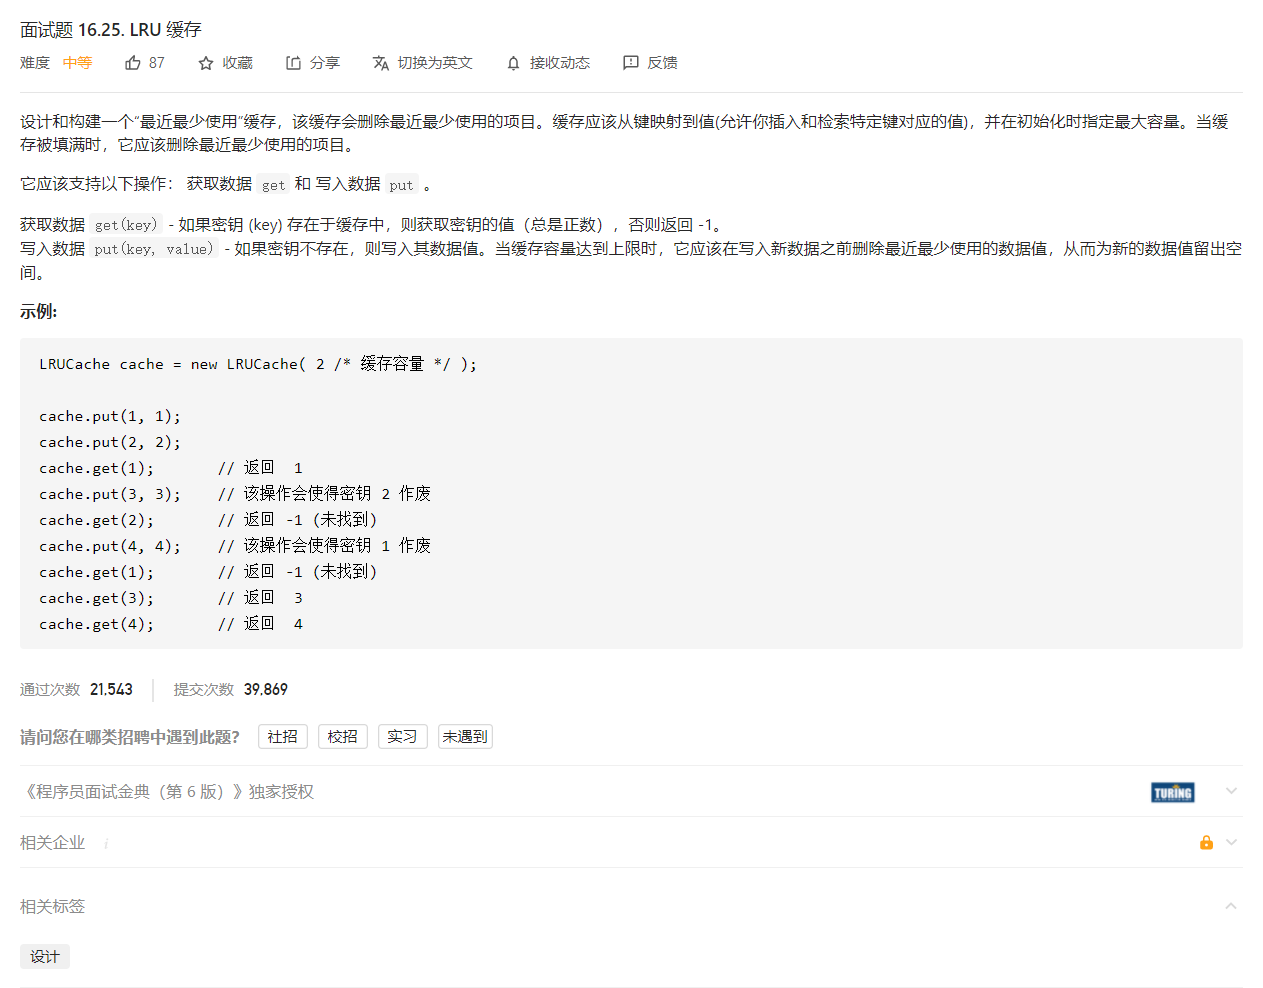 面试题 16.25. LRU 缓存
难度 中等 87 收藏 分享 切换为英文 接收动态 反馈
设计和构建一个“最近最少使用”缓存，该缓存会删除最近最少使用的项目。缓存应该从键映射到值(允许你插入和检索特定键对应的值)，并在初始化时指定最大容量。当缓
存被填满时，它应该删除最近最少使用的项目。
它应该支持以下操作： 获取数据 get 和 写入数据 put 。
获取数据 get(key) - 如果密钥 (key) 存在于缓存中，则获取密钥的值（总是正数），否则返回 -1。
写入数据 put(key, value) - 如果密钥不存在，则写入其数据值。当缓存容量达到上限时，它应该在写入新数据之前删除最近最少使用的数据值，从而为新的数据值留出空
间。
示例:
LRUCache cache = new LRUCache( 2 /* 缓存容量 */ );
cache.put(1, 1);
cache.put(2, 2);
cache.get(1);       // 返回  1
cache.put(3, 3);    // 该操作会使得密钥 2 作废
cache.get(2);       // 返回 -1 (未找到)
cache.put(4, 4);    // 该操作会使得密钥 1 作废
cache.get(1);       // 返回 -1 (未找到)
cache.get(3);       // 返回  3
cache.get(4);       // 返回  4
通过次数 21,543 提交次数 39,869
请问您在哪类招聘中遇到此题? 社招 校招 实习 未遇到
《程序员面试金典（第 6 版）》独家授权 TURING
相关企业 i
相关标签
设计